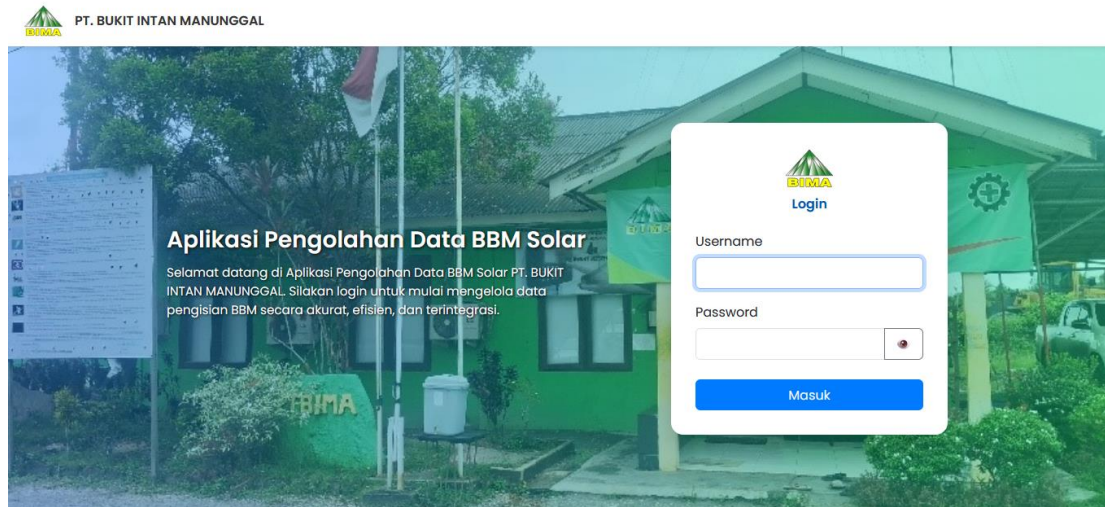 BIMA
PT. BUKIT INTAN MANUNGGAL
BIMA
Login
Aplikasi Pengolahan Data BBM Solar
Selamat datang di Aplikasi Pengolahan Data BBM Solar PT. BUKIT
INTAN MANUNGGAL. Silakan login untuk mulai mengelola data
pengisian BBM secara akurat, efisien, dan terintegrasi.
Username
Password
Masuk